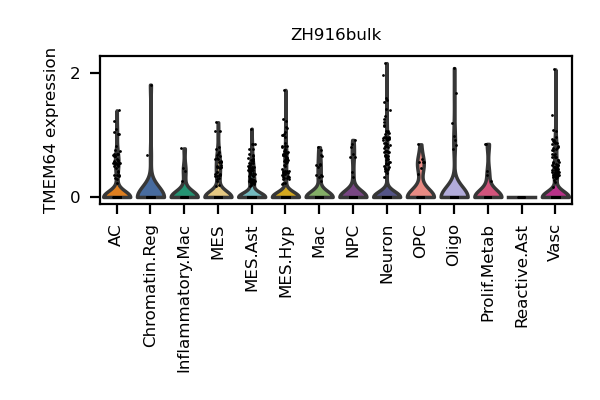 ZH916bulk
TMEM64 expression
2
0
AC
Chromatin.Reg
Inflammatory.Mac
MES
MES.Ast
MES.Hyp
Mac
NPC
Neuron
OPC
Oligo
Prolif.Metab
Reactive.Ast
Vasc